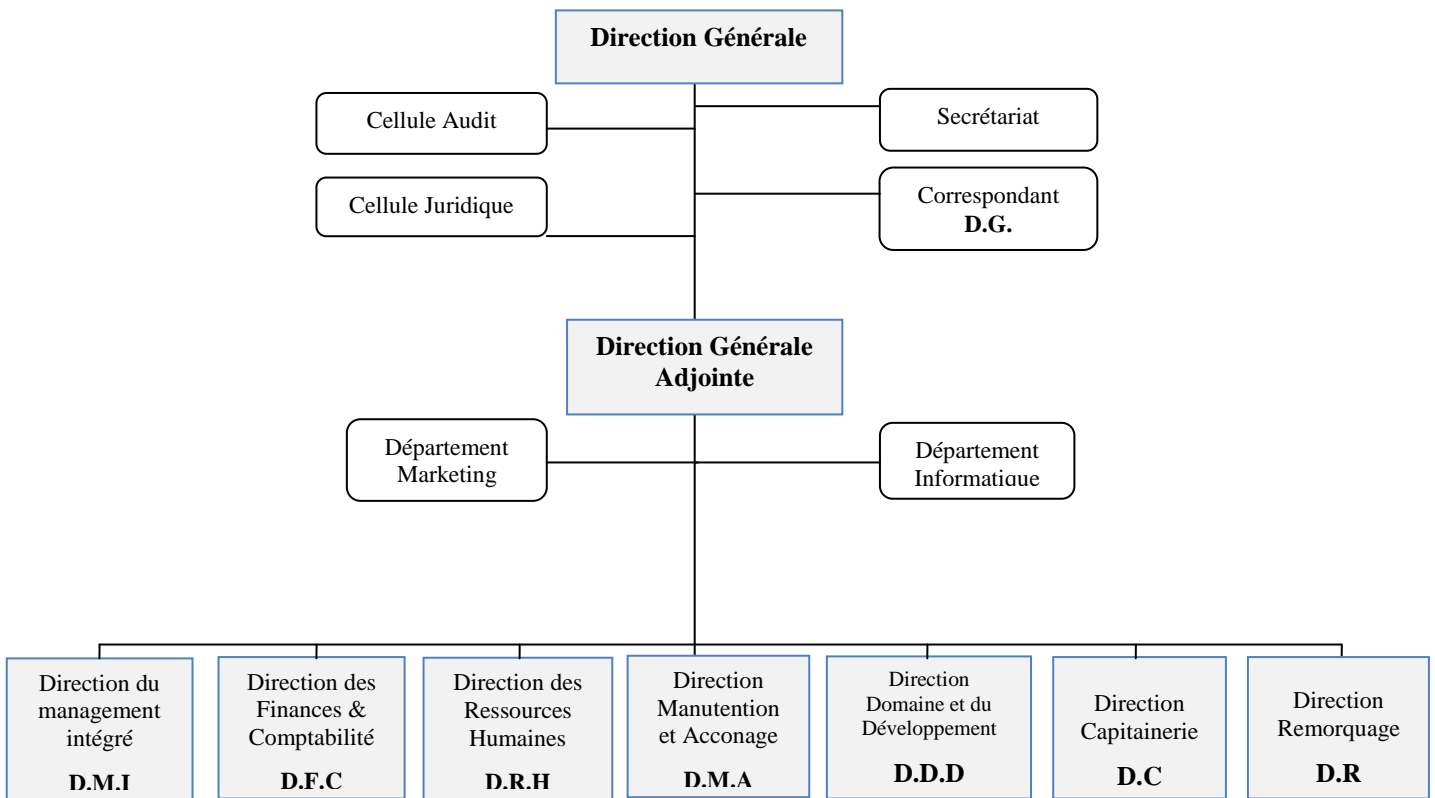 Direction Générale
Cellule Audit
Secrétariat
Cellule Juridique
Correspondant
D.G.
Direction Générale
Adjointe
Département
Marketing
Département
Informatique
Direction du
management
intégré
D.M.I
Direction des
Finances &
Comptabilité
D.F.C
Direction des
Ressources
Humaines
D.R.H
Direction
Manutention
et Acconage
D.M.A
Direction
Domaine et du
Développement
D.D.D
Direction
Capitainerie
D.C
Direction
Remorquage
D.R